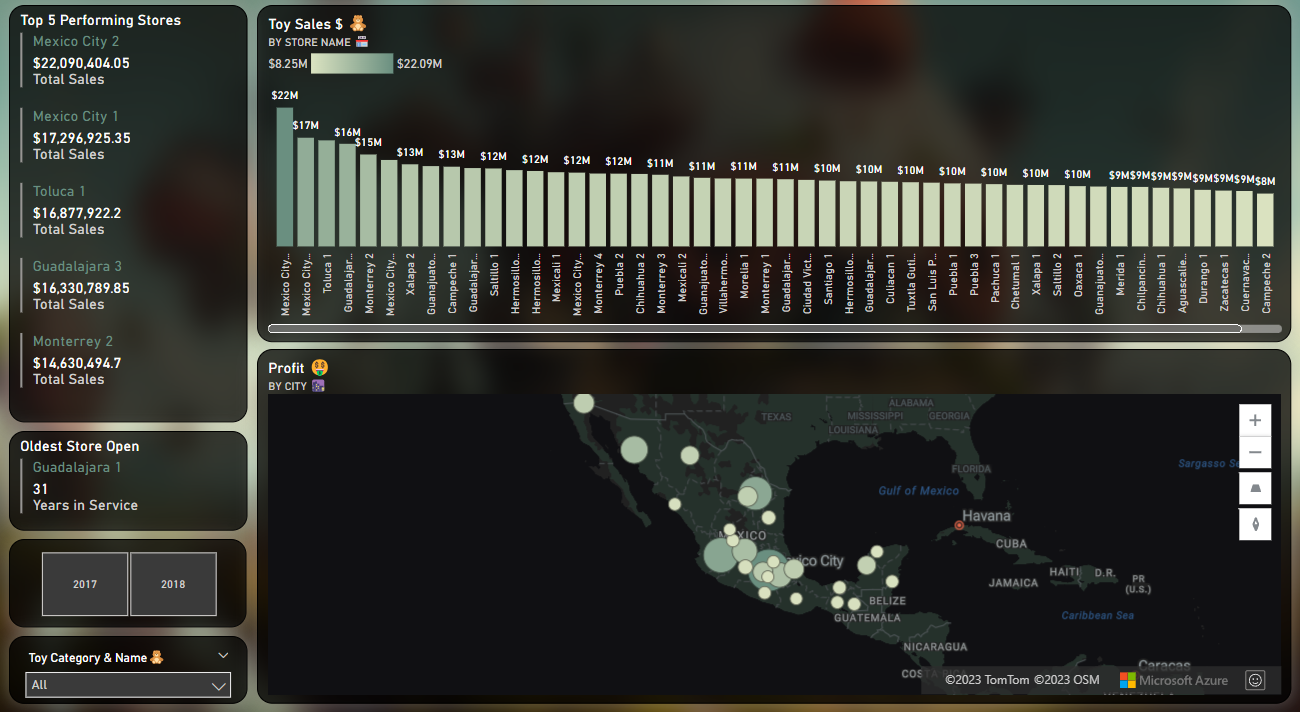 Top 5 Performing Stores
Mexico City 2
$22,090,404.05
Total Sales
Mexico City 1
$17,296,925.35
Total Sales
Toluca 1
$16,877,922.2
Total Sales
Guadalajara 3
$16,330,789.85
Total Sales
Monterrey 2
$14,630,494.7
Total Sales
Oldest Store Open
Guadalajara 1
31
Years in Service
2017 2018
Toy Category & Name
All
Toy Sales $
BY STORE NAME
$8.25M $22.09M
$22M $17M $16M $15M $13M $13M $12M $12M $12M $12M $11M $11M $11M $11M $10M $10M $10M $10M $10M $10M $10M $9M $9M $9M $9M $9M $9M $9M $8M
Mexico City...
Mexico City...
Toluca 1
Guadalajar...
Monterrey 2
Mexico City...
Xalapa 2
Guanajuato...
Campeche 1
Guadalajar...
Saltillo 1
Hermosillo...
Hermosillo...
Mexicali 1
Mexico City...
Monterrey 4
Puebla 2
Chihuahua 2
Monterrey 3
Mexicali 2
Guanajuato...
Villahermo...
Morelia 1
Monterrey 1
Guadalajar...
Ciudad Vict...
Santiago 1
Hermosillo...
Guadalajar...
Culiacan 1
Tuxtla Guti...
San Luis P...
Puebla 1
Puebla 3
Pachuca 1
Chetumal 1
Xalapa 1
Saltillo 2
Oaxaca 1
Guanajuato...
Merida 1
Chilpancin...
Chihuahua 1
Aguascalie...
Durango 1
Zacatecas 1
Cuernavac...
Campeche 2
Profit
BY CITY
TEXAS
ALABAMA
MISSISSIPPI
GEORGIA
LOUISIANA
FLORIDA
Sargasso Se
Gulf of Mexico
Havana
MEXICO
CUBA
exico City
HAITI
D.R.
PR
(U.S.)
JAMAICA
BELIZE
GUATEMALA
Caribbean Sea
NICARAGUA
Caracas
COSTA RICA
©2023 TomTom ©2023 OSM Microsoft Azure